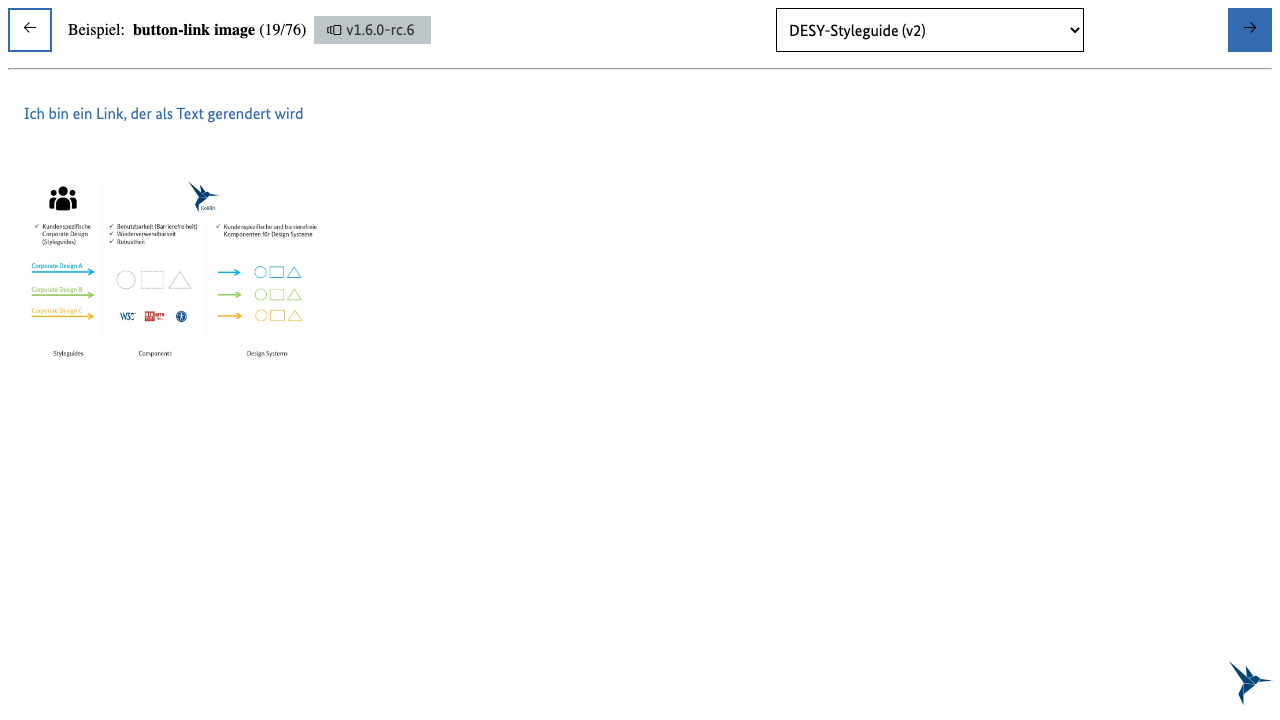 Beispiel: button-link image (19/76) v1.6.0-rc.6 DESY-Styleguide (v2)
Ich bin ein Link, der als Text gerendert wird
KoliBri
✓ Kundenspezifische
Corporate Design
(Styleguides)
✓ Benutzbarkeit (Barrierefreiheit)
✓ Wiederverwendbarkeit
✓ Robustheit
✓ Kundenspezifische und barrierefreie
Komponenten für Design Systeme
Corporate Design A
Corporate Design B
Corporate Design C
W3C
BITV
Styleguides
Components
Design Systems